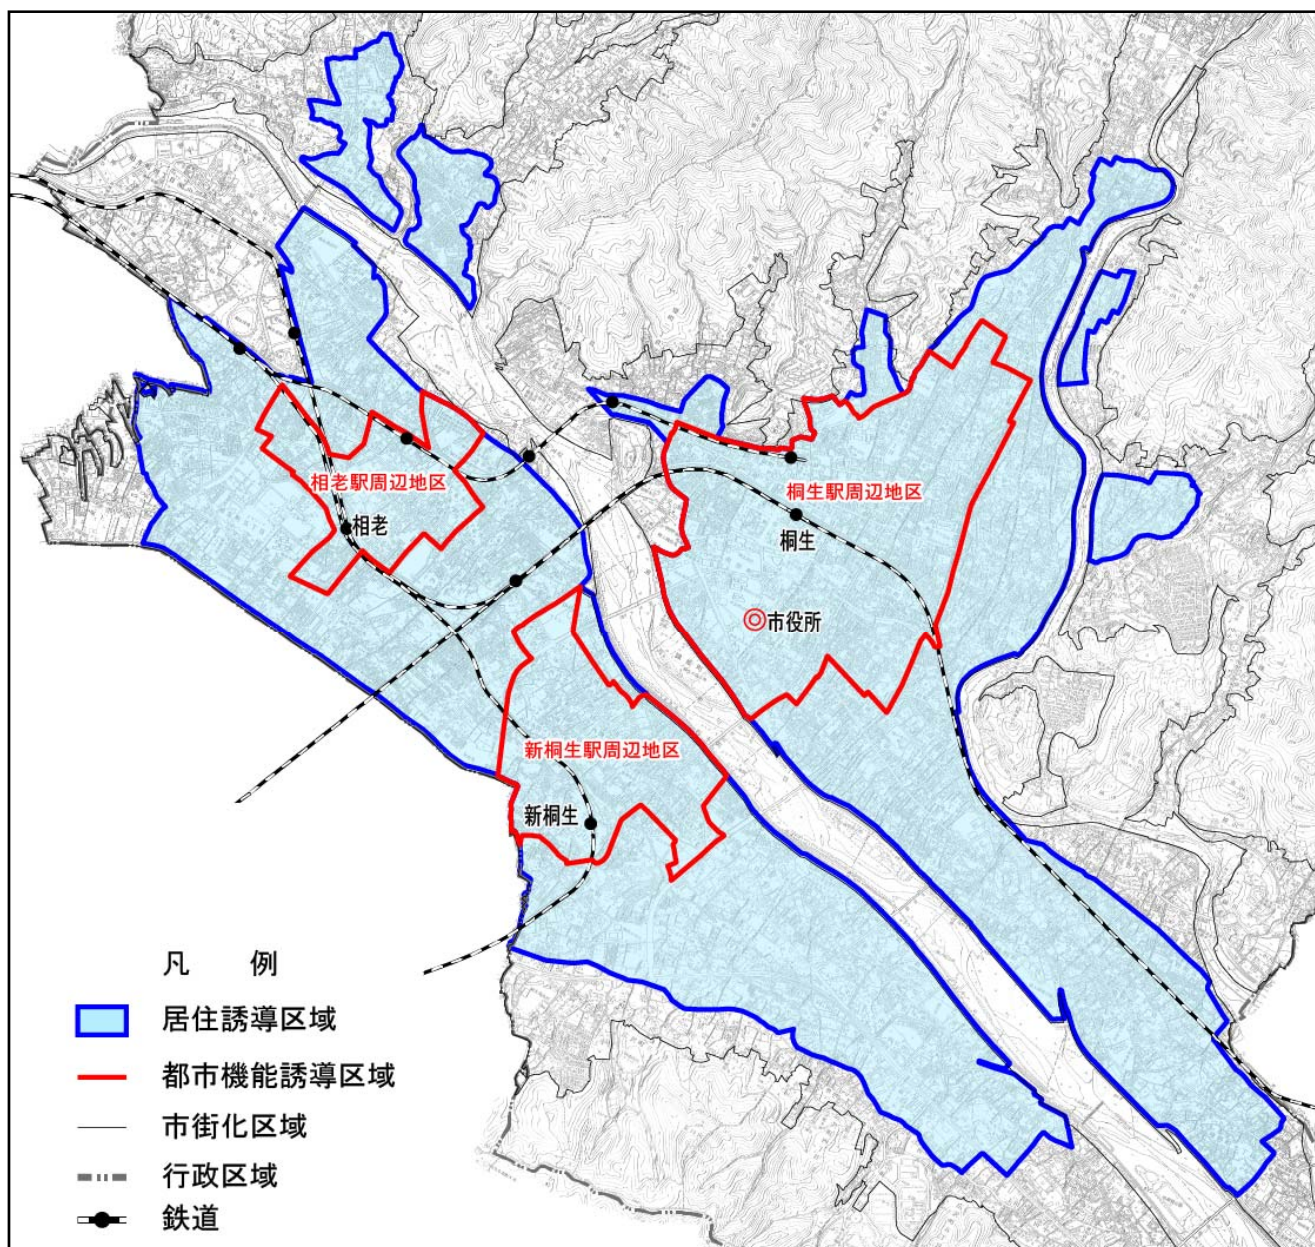 相老駅周辺地区
相老
桐生駅周辺地区
桐生
市役所
新桐生駅周辺地区
新桐生
凡 例
居住誘導区域
都市機能誘導区域
市街化区域
行政区域
鉄道